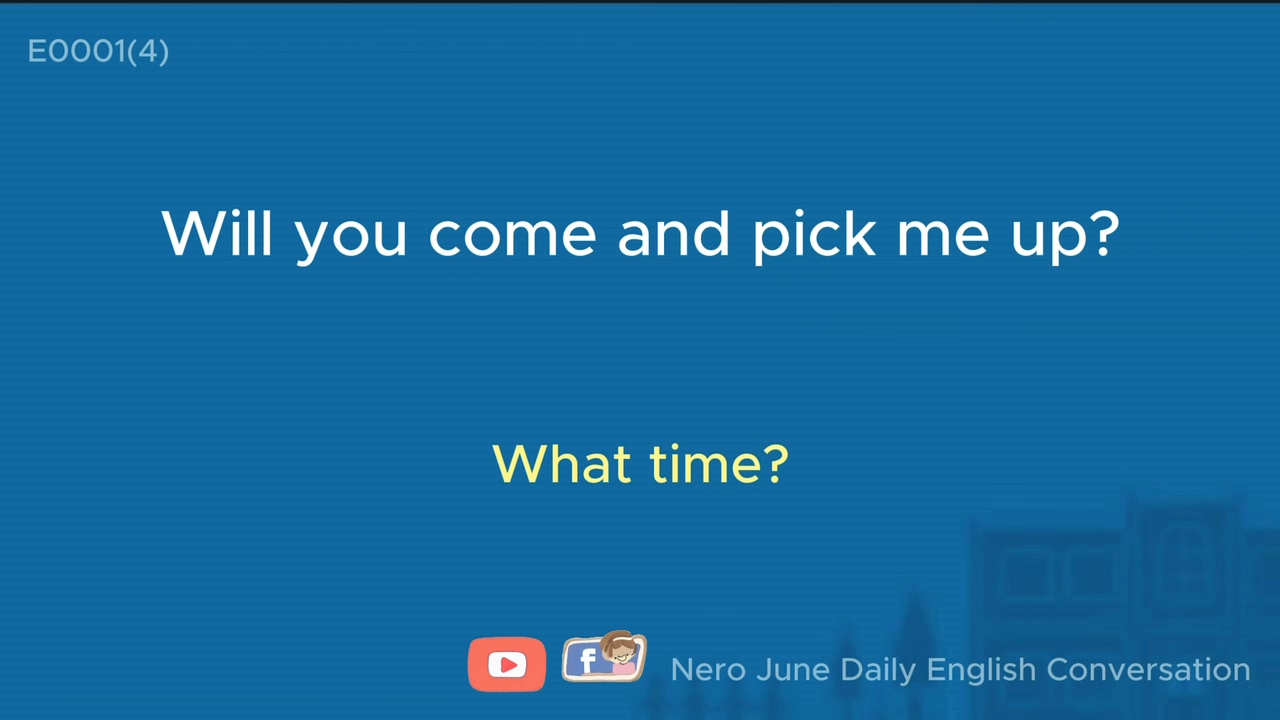 E0001(4)
Will you come and pick me up?
What time?
f
Nero June Daily English Conversation